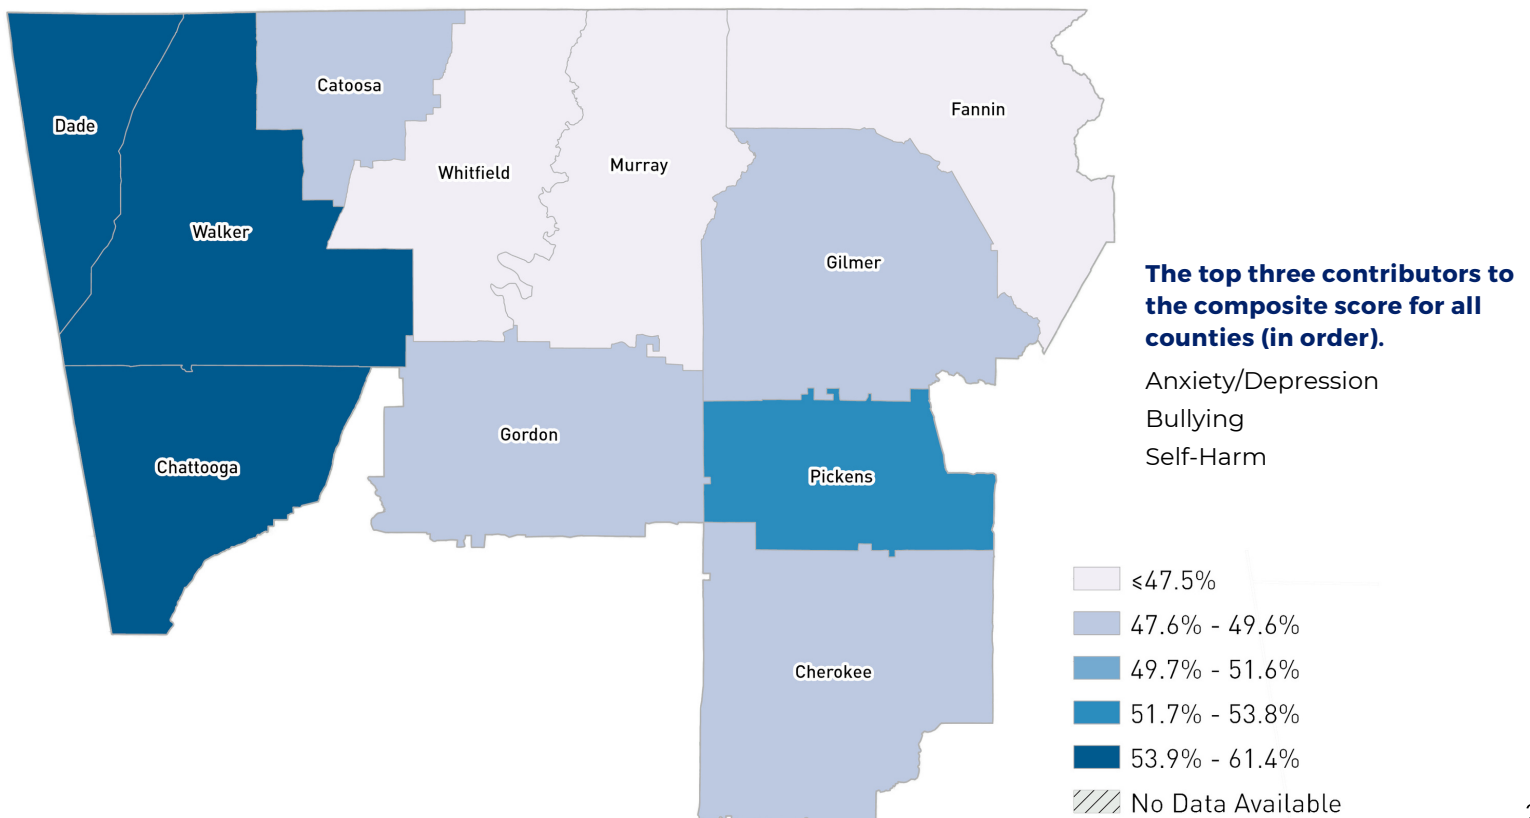 Catoosa
Dade
Fannin
Whitfield
Murray
Walker
Gilmer
The top three contributors to
the composite score for all
counties (in order).
Anxiety/Depression
Bullying
Self-Harm
Gordon
Chattooga
Pickens
Cherokee
≤47.5%
47.6% - 49.6%
49.7% - 51.6%
51.7% - 53.8%
53.9% - 61.4%
No Data Available